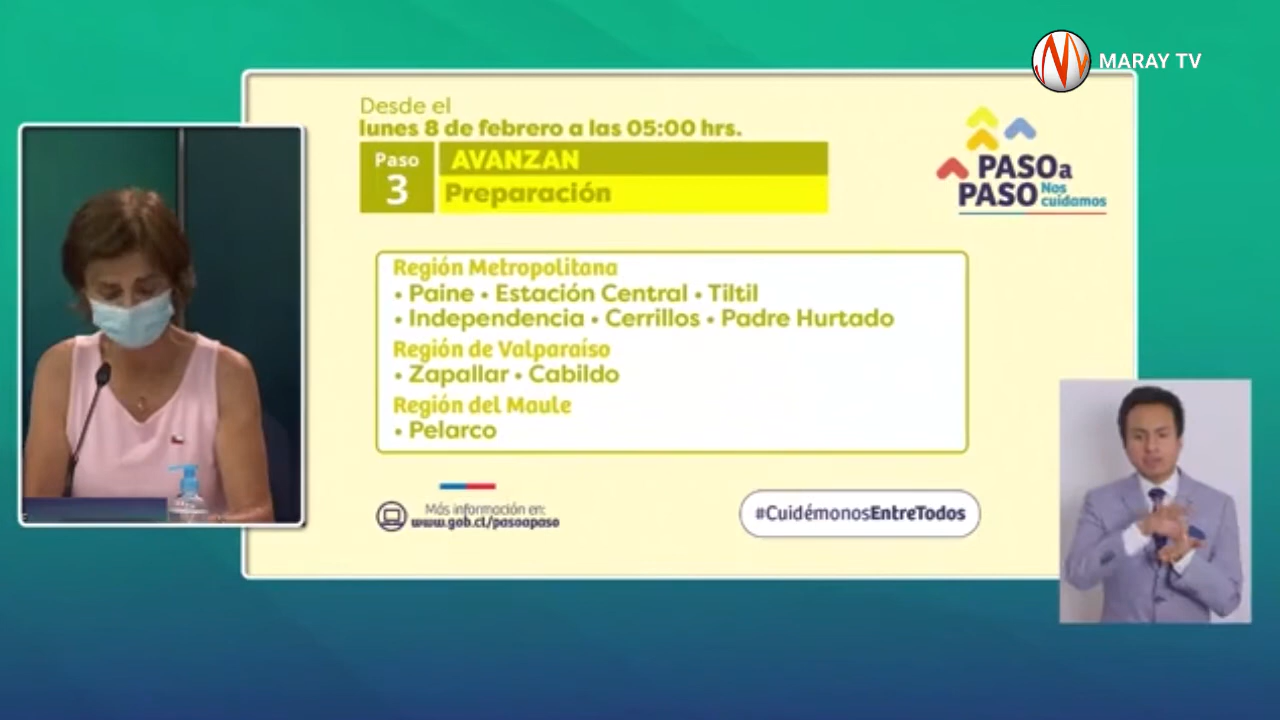 MARAY TV
Desde el
lunes 8 de febrero a las 05:00 hrs.
Paso
3
AVANZAN
Preparación
PASO a
PASO Nos
cuidamos
Región Metropolitana
• Paine • Estación Central • Tiltil
• Independencia • Cerrillos • Padre Hurtado
Región de Valparaíso
• Zapallar • Cabildo
Región del Maule
• Pelarco
Más información en:
www.gob.cl/pasoapaso
#CuidémonosEntreTodos